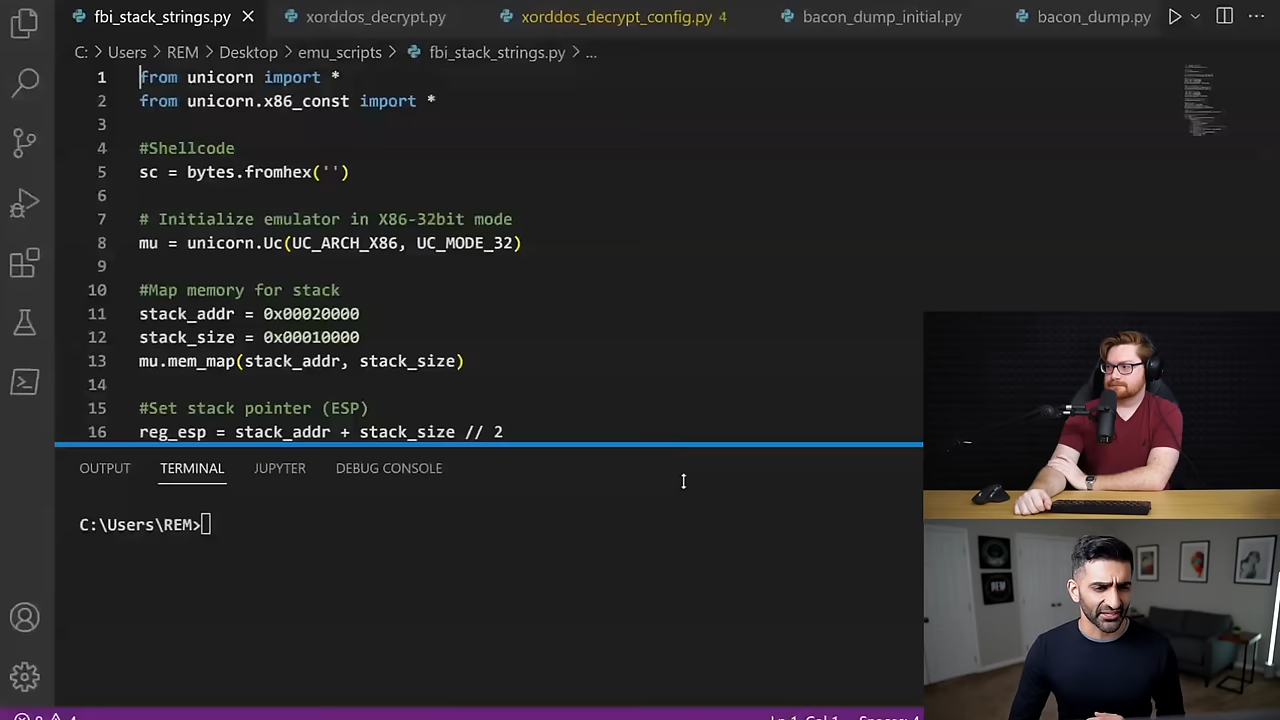 fbi_stack_strings.py
xorddos_decrypt.py
xorddos_decrypt_config.py 4
bacon_dump_initial.py
bacon_dump.py
C: > Users > REM > Desktop > emu_scripts > fbi_stack_strings.py > ...
1 from unicorn import *
2 from unicorn.x86_const import *
3
4 #Shellcode
5 sc = bytes.fromhex('')
6
7 # Initialize emulator in X86-32bit mode
8 mu = unicorn.Uc(UC_ARCH_X86, UC_MODE_32)
9
10 #Map memory for stack
11 stack_addr = 0x00020000
12 stack_size = 0x00010000
13 mu.mem_map(stack_addr, stack_size)
14
15 #Set stack pointer (ESP)
16 reg_esp = stack_addr + stack_size // 2
OUTPUT TERMINAL JUPYTER DEBUG CONSOLE
C:\Users\REM>